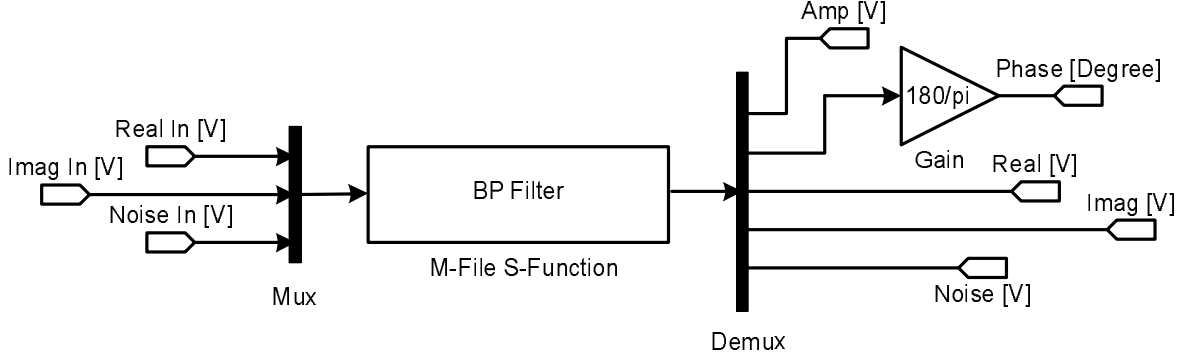 Amp [V]
Phase [Degree]
180/pi
Gain
Real In [V]
Imag In [V]
Noise In [V]
Mux
BP Filter
M-File S-Function
Real [V]
Imag [V]
Noise [V]
Demux